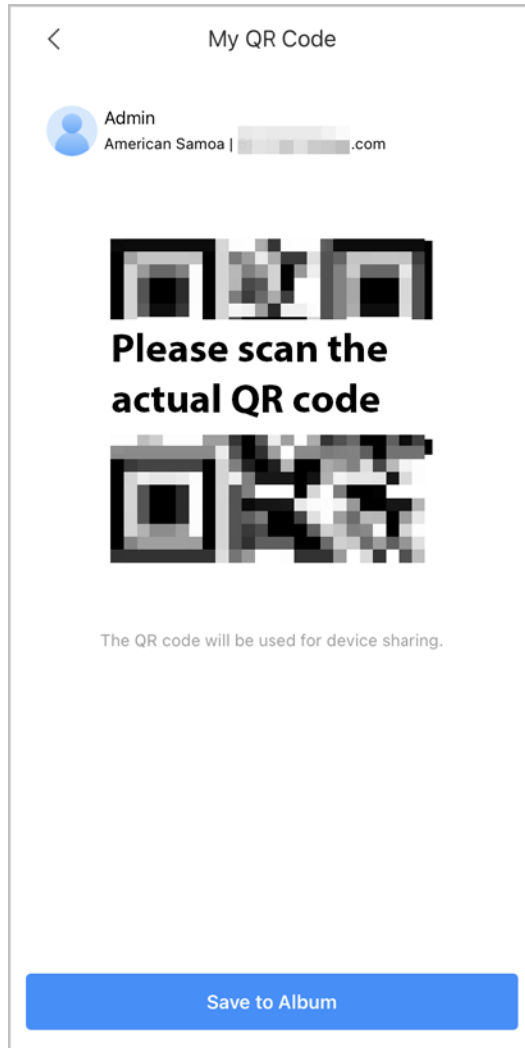 My QR Code
Admin
American Samoa | .com
Please scan the
actual QR code
The QR code will be used for device sharing.
Save to Album